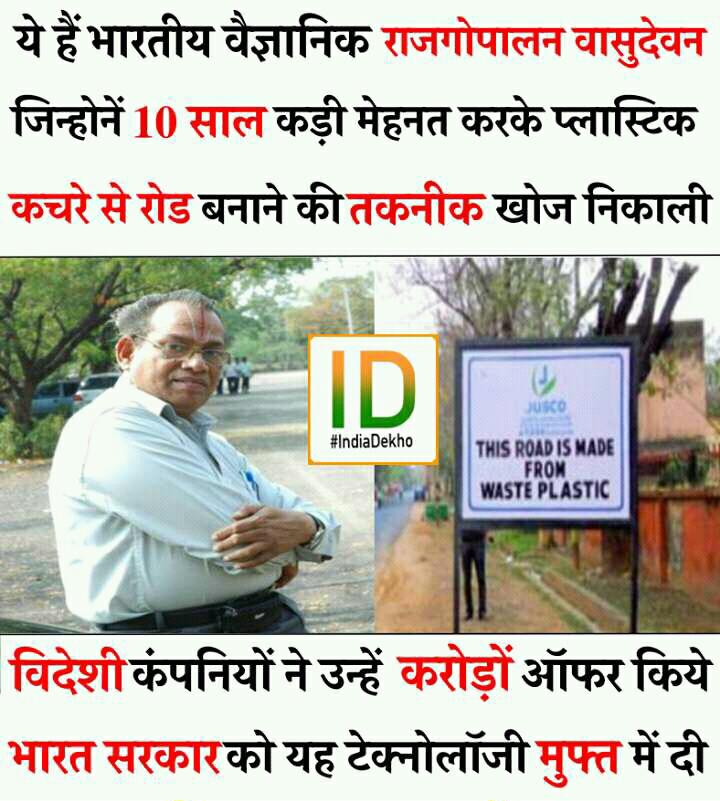 ये हैं भारतीय वैज्ञानिक राजगोपालन वासुदेवन
जिन्होनें 10 साल कड़ी मेहनत करके प्लास्टिक
कचरे से रोड बनाने की तकनीक खोज निकाली
ID
#IndiaDekho
JUSCO
THIS ROAD IS MADE
FROM
WASTE PLASTIC
विदेशी कंपनियों ने उन्हें करोड़ों ऑफर किये
भारत सरकार को यह टेक्नोलॉजी मुफ्त में दी